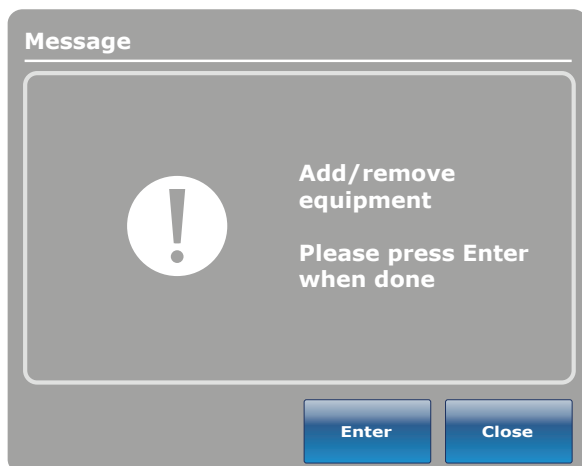 Message
Add/remove
equipment
Please press Enter
when done
Enter
Close